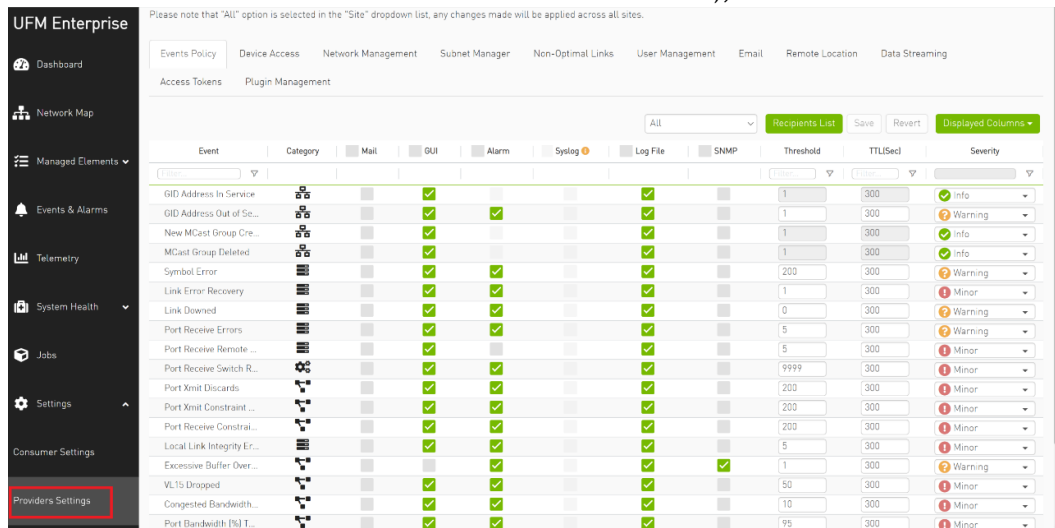 UFM Enterprise
Please note that "All" option is selected in the "Site" dropdown list, any changes made will be applied across all sites.
Dashboard
Network Map
Managed Elements
Events & Alarms
Telemetry
System Health
Jobs
Settings
Consumer Settings
Providers Settings
Events Policy Device Access Network Management Subnet Manager Non-Optimal Links User Management Email Remote Location Data Streaming
Access Tokens Plugin Management
All Recipients List Save Revert Displayed Columns
Event Category Mail GUI Alarm Syslog Log File SNMP Threshold TTL(Sec) Severity
Filter... Filter... Filter...
GID Address In Service 1 300 Info
GID Address Out of Se... 1 300 Warning
New MCast Group Cre... 1 300 Info
MCast Group Deleted 1 300 Info
Symbol Error 200 300 Warning
Link Error Recovery 1 300 Minor
Link Downed 0 300 Warning
Port Receive Errors 5 300 Warning
Port Receive Remote ... 5 300 Minor
Port Receive Switch R... 9999 300 Minor
Port Xmit Discards 200 300 Minor
Port Xmit Constraint ... 200 300 Minor
Port Receive Constrai... 200 300 Minor
Local Link Integrity Er... 5 300 Minor
Excessive Buffer Over... 1 300 Warning
VL15 Dropped 50 300 Minor
Congested Bandwidth... 10 300 Minor
Port Bandwidth (%) T... 95 300 Minor